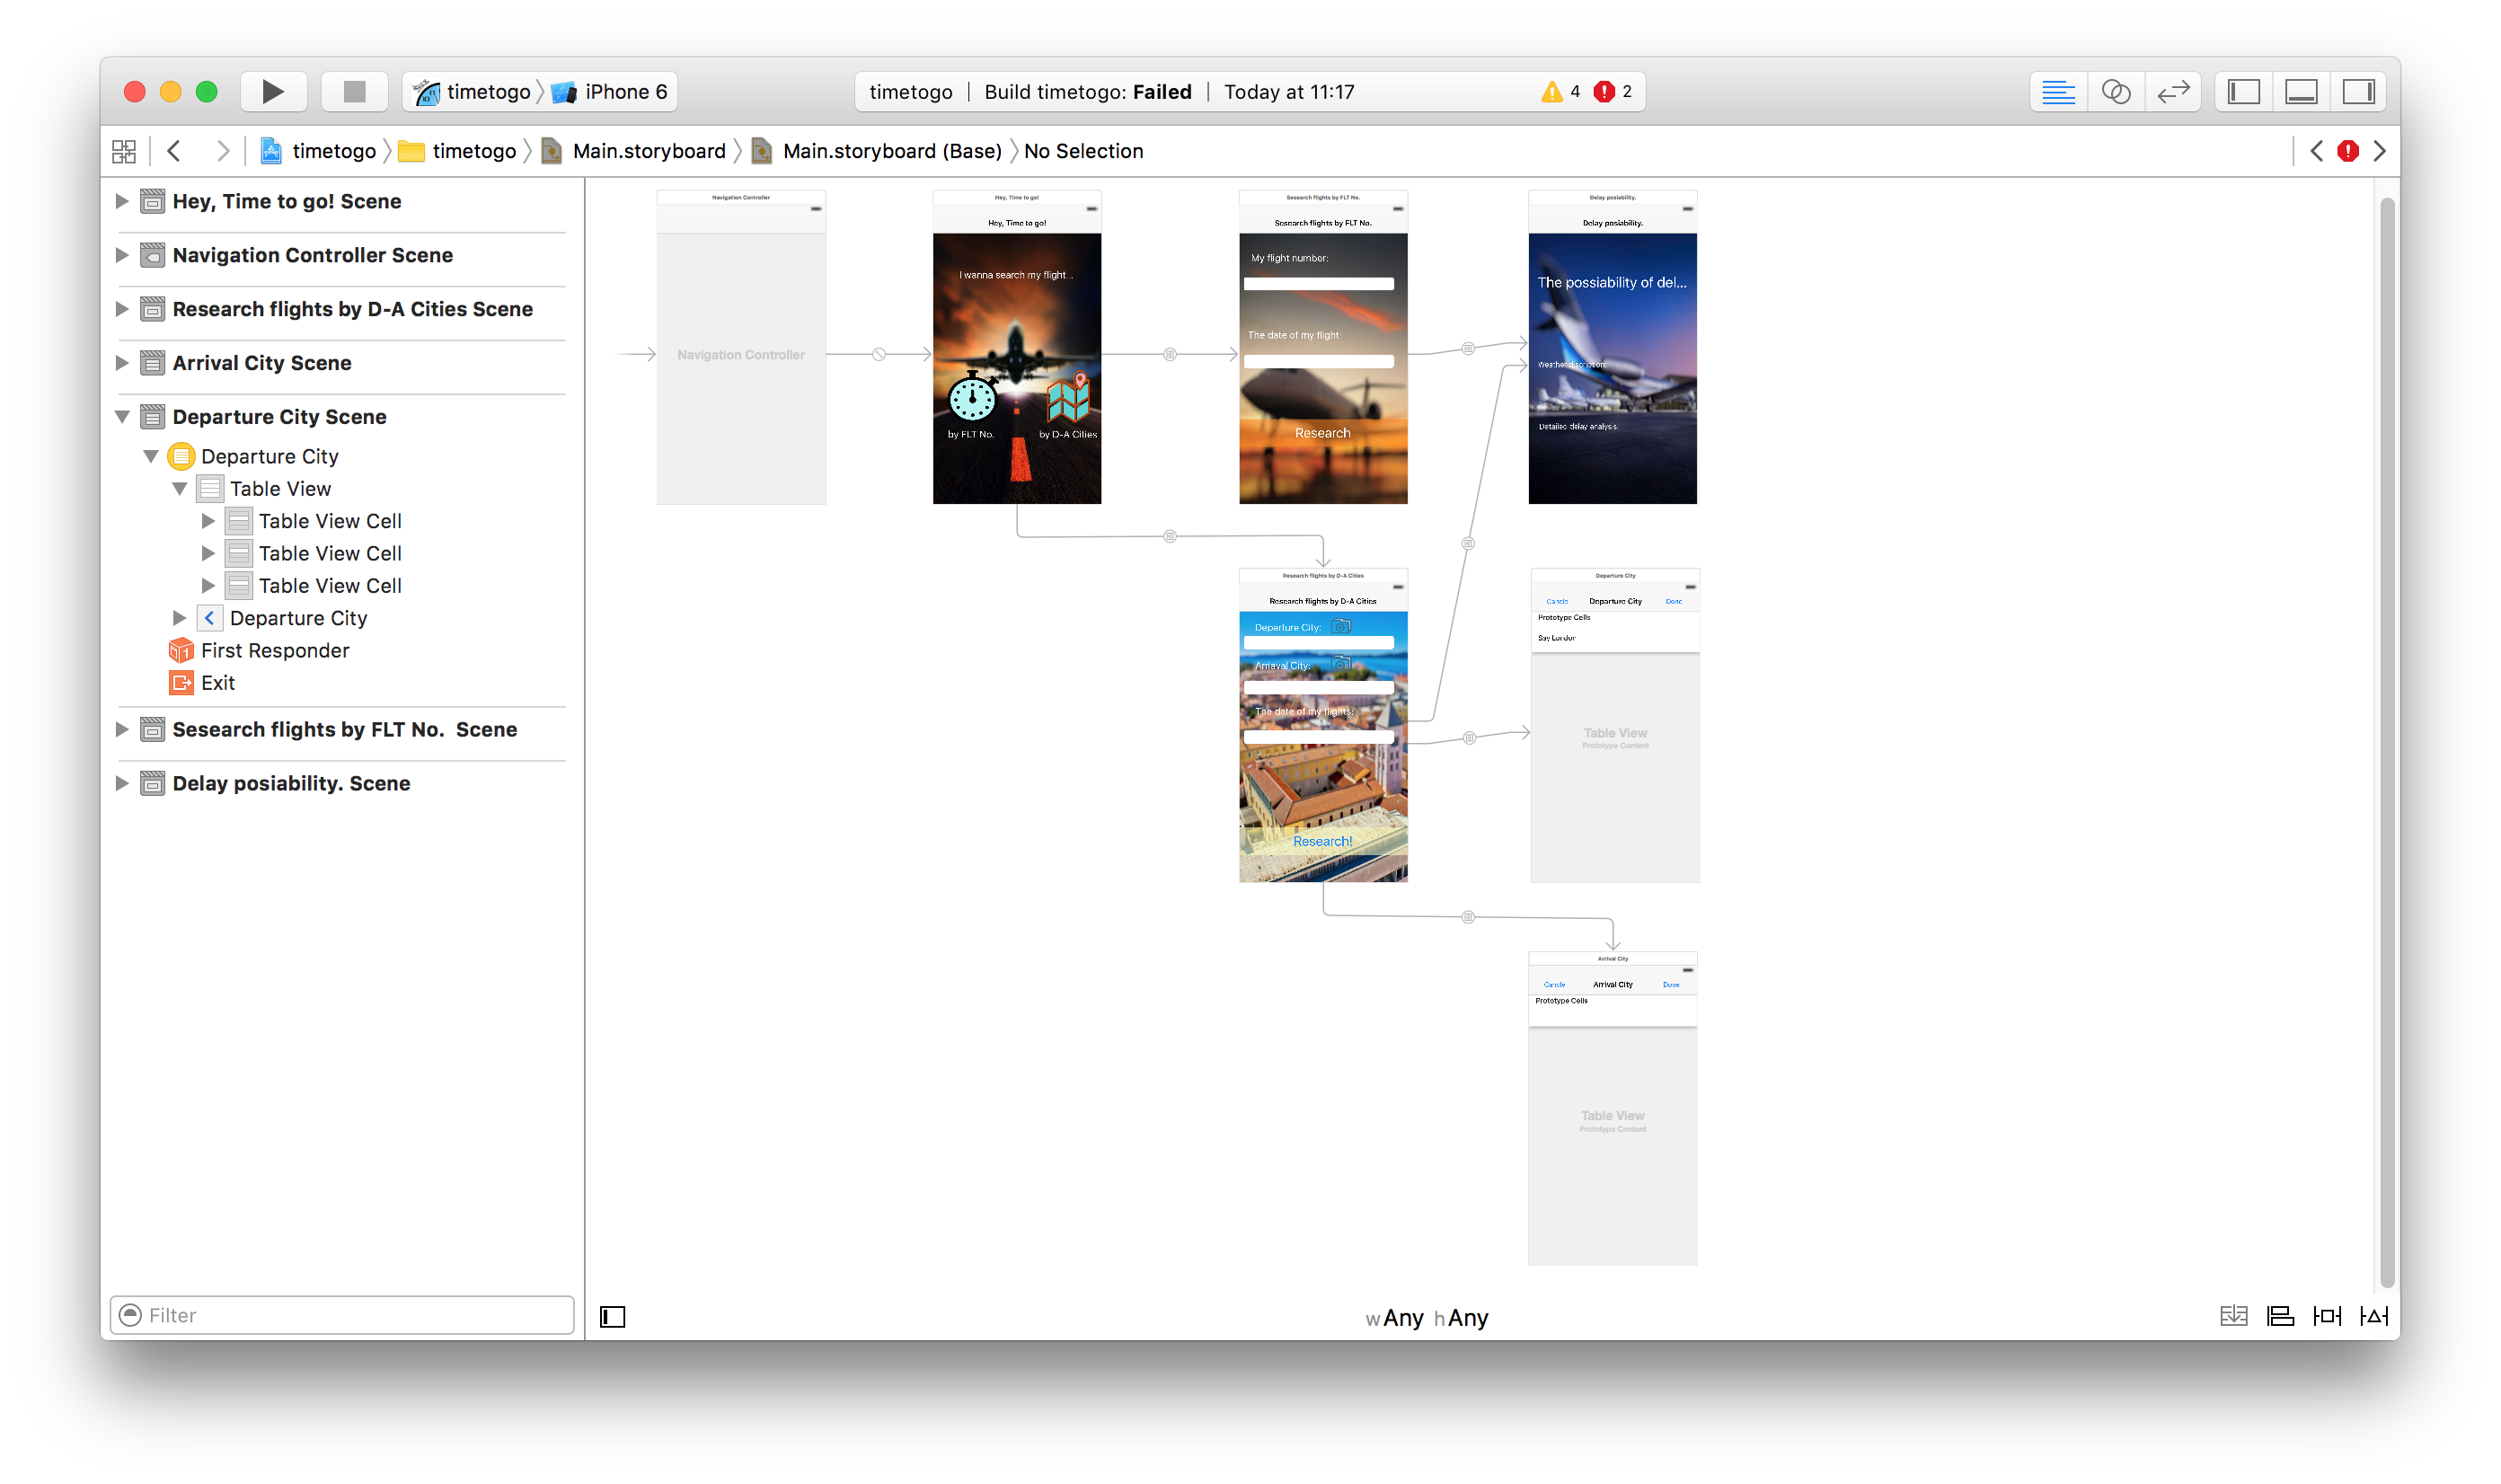 timetogo iPhone 6
timetogo | Build timetogo: Failed | Today at 11:17 4 2
timetogo timetogo Main.storyboard Main.storyboard (Base) No Selection
Hey, Time to go! Scene
Navigation Controller Scene
Research flights by D-A Cities Scene
Arrival City Scene
Departure City Scene
Departure City
Table View
Table View Cell
Table View Cell
Table View Cell
Departure City
First Responder
Exit
Sesearch flights by FLT No. Scene
Delay posiability. Scene
Filter
Navigation Controller
Navigation Controller
Hey, Time to go!
Hey, Time to go!
I wanna search my flight...
by FLT No.
by D-A Cities
Sesearch flights by FLT No.
Sesearch flights by FLT No.
My flight number:
The date of my flight:
Research
Delay posiability.
Delay posiability.
The possiability of del...
Weather discription:
Detailed delay analysis:
Research flights by D-A Cities
Research flights by D-A Cities
Departure City:
Arriaval City:
The date of my flights:
Research!
Departure City
Cancle Departure City Done
Prototype Cells
Say London
Table View
Prototype Content
Arrival City
Cancle Arrival City Done
Prototype Cells
Table View
Prototype Content
wAny hAny